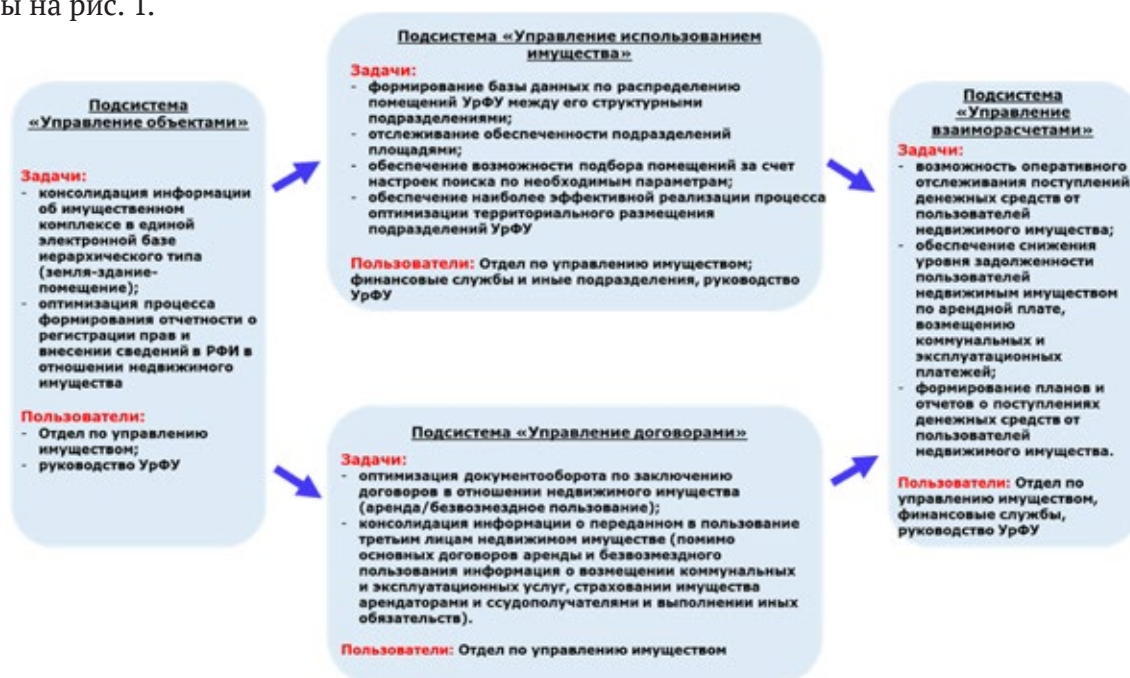 ы на рис. 1.
Подсистема
«Управление объектами»
Задачи:
- консолидация информации
об имущественном
комплексе в единой
электронной базе
иерархического типа
(земля-здание-
помещение);
- оптимизация процесса
формирования отчетности о
регистрации прав и
внесении сведений в РФИ в
отношении недвижимого
имущества
Пользователи:
- Отдел по управлению
имуществом;
- руководство УрФУ
Подсистема «Управление использованием
имущества»
Задачи:
- формирование базы данных по распределению
помещений УрФУ между его структурными
подразделениями;
- отслеживание обеспеченности подразделений
площадями;
- обеспечение возможности подбора помещений за счет
настроек поиска по необходимым параметрам;
- обеспечение наиболее эффективной реализации процесса
оптимизации территориального размещения
подразделений УрФУ
Пользователи: Отдел по управлению имуществом;
финансовые службы и иные подразделения, руководство
УрФУ
Подсистема «Управление договорами»
Задачи:
- оптимизация документооборота по заключению
договоров в отношении недвижимого имущества
(аренда/безвозмездное пользование);
- консолидация информации о переданном в пользование
третьим лицам недвижимом имуществе (помимо
основных договоров аренды и безвозмездного
пользования информация о возмещении коммунальных
и эксплуатационных услуг, страховании имущества
арендаторами и ссудополучателями и выполнении иных
обязательств).
Пользователи: Отдел по управлению имуществом
Подсистема
«Управление
взаиморасчетами»
Задачи:
- возможность оперативного
отслеживания поступлений
денежных средств от
пользователей
недвижимого имущества;
- обеспечение снижения
уровня задолженности
пользователей
недвижимым имуществом
по арендной плате,
возмещению
коммунальных и
эксплуатационных
платежей;
- формирование планов и
отчетов о поступлениях
денежных средств от
пользователей
недвижимого имущества.
Пользователи: Отдел по
управлению имуществом,
финансовые службы,
руководство УрФУ